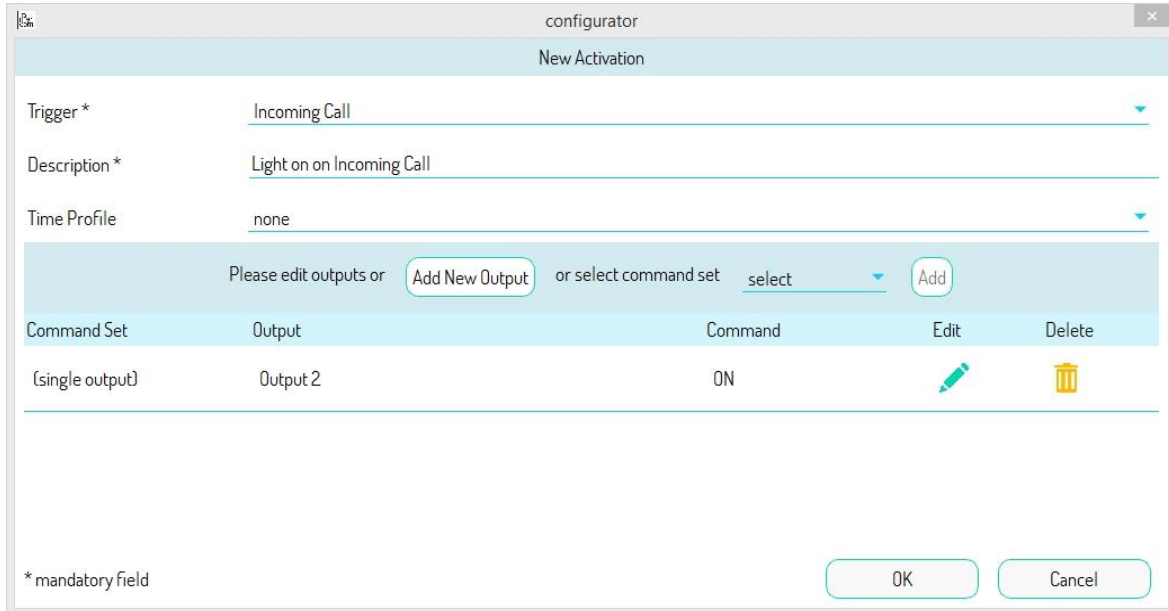 configurator
New Activation
Trigger * Incoming Call
Description * Light on on Incoming Call
Time Profile none
Please edit outputs or Add New Output or select command set select Add
Command Set Output Command Edit Delete
(single output) Output 2 ON
* mandatory field OK Cancel